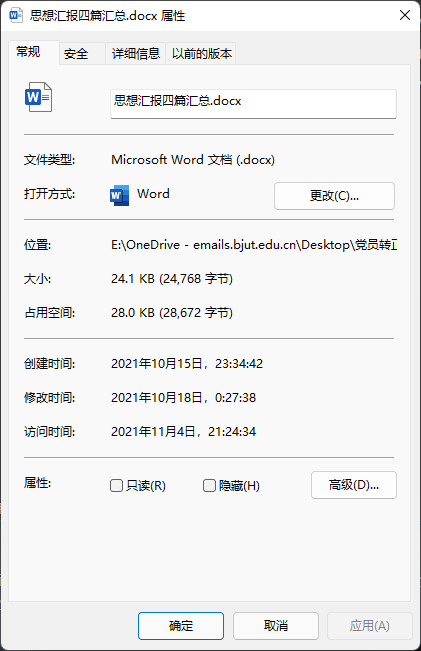 思想汇报四篇汇总.docx 属性
常规 安全 详细信息 以前的版本
思想汇报四篇汇总.docx
文件类型: Microsoft Word 文档 (.docx)
打开方式: Word 更改(C)...
位置: E:\OneDrive - emails.bjut.edu.cn\Desktop\党员转正
大小: 24.1 KB (24,768 字节)
占用空间: 28.0 KB (28,672 字节)
创建时间: 2021年10月15日，23:34:42
修改时间: 2021年10月18日，0:27:38
访问时间: 2021年11月4日，21:24:34
属性: 只读(R) 隐藏(H) 高级(D)...
确定 取消 应用(A)